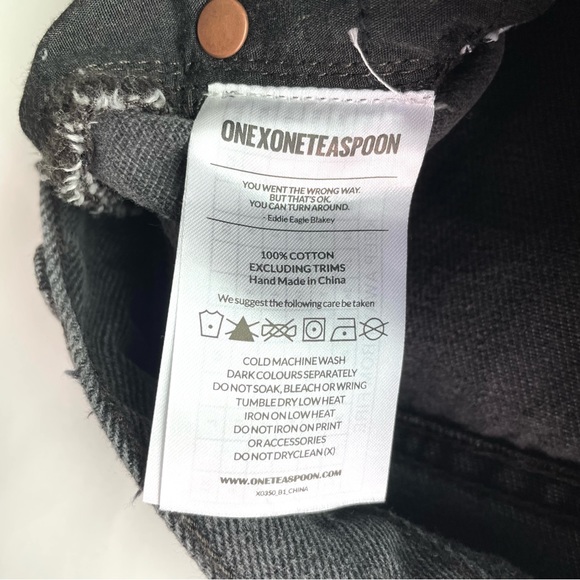 ONEXONETEASPOON
YOU WENT THE WRONG WAY.
BUT THAT'S OK.
YOU CAN TURN AROUND.
- Eddie Eagle Blakey
100% COTTON
EXCLUDING TRIMS
Hand Made in China
We suggest the following care be taken
COLD MACHINE WASH
DARK COLOURS SEPARATELY
DO NOT SOAK, BLEACH OR WRING
TUMBLE DRY LOW HEAT
IRON ON LOW HEAT
DO NOT IRON ON PRINT
OR ACCESSORIES
DO NOT DRYCLEAN (X)
WWW.ONETEASPOON.COM
X0350_B1_CHINA